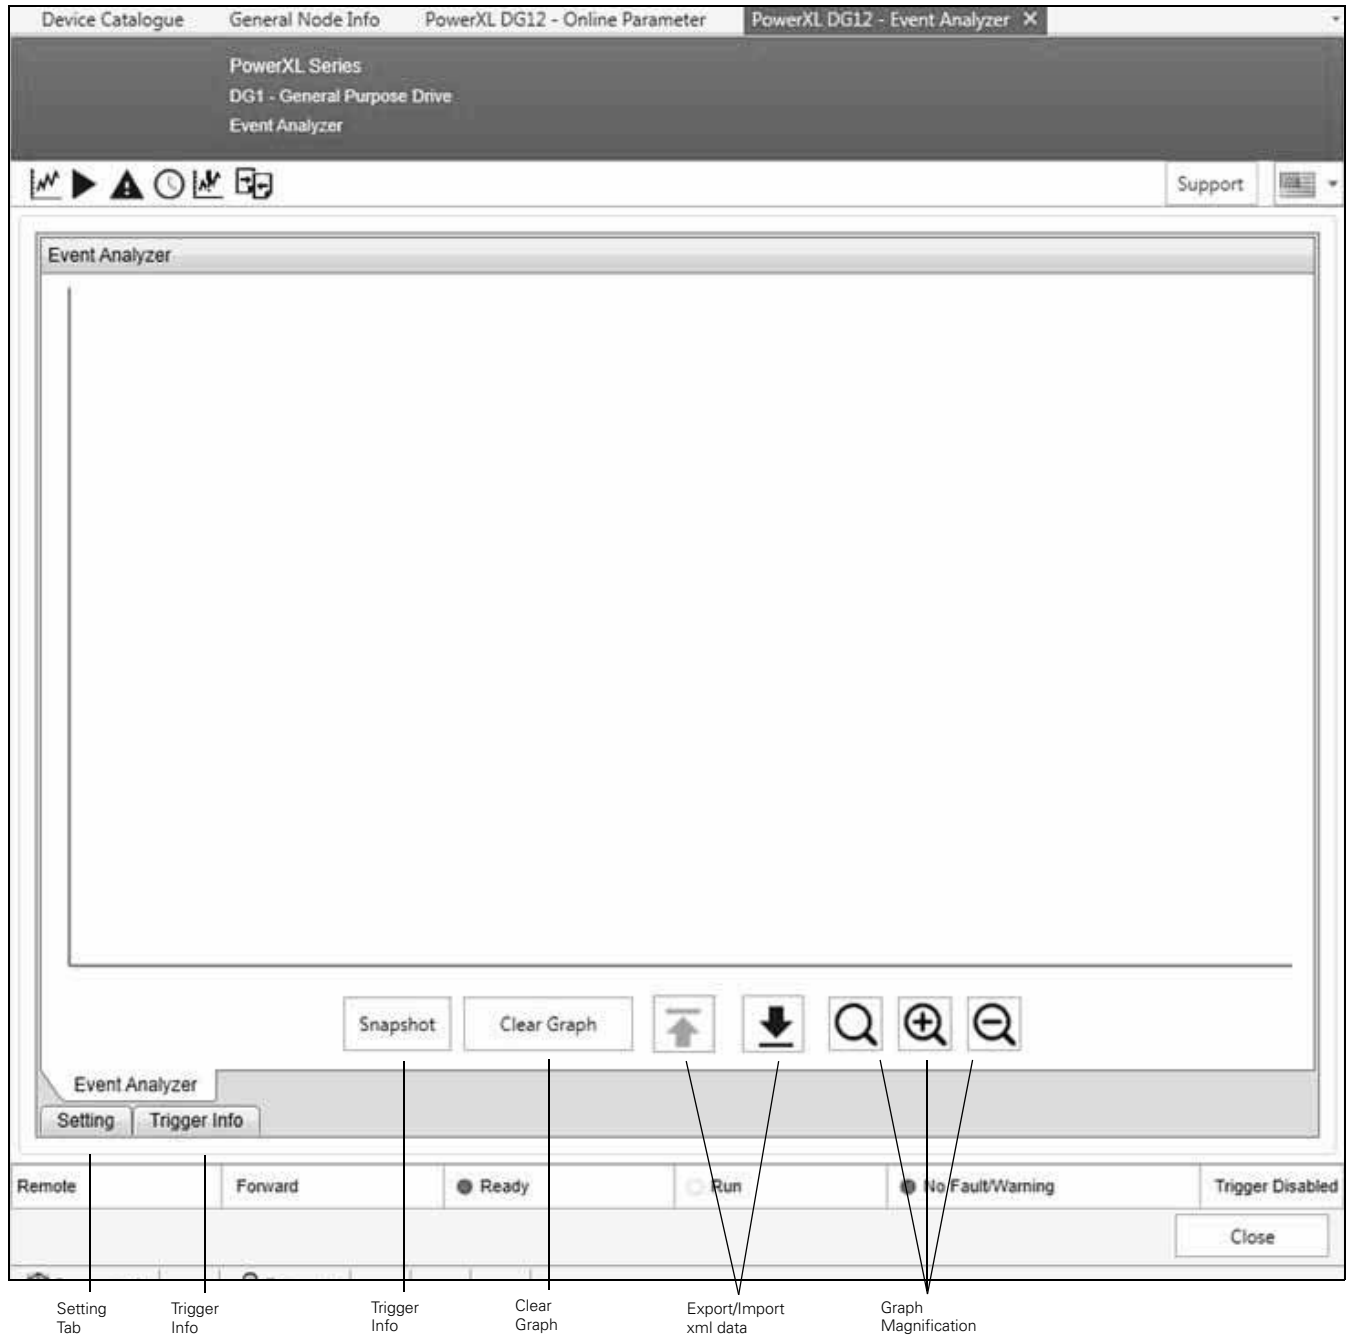 Device Catalogue General Node Info PowerXL DG12 - Online Parameter PowerXL DG12 - Event Analyzer X
PowerXL Series
DG1 - General Purpose Drive
Event Analyzer
Support
Event Analyzer
Snapshot Clear Graph
Event Analyzer
Setting Trigger Info
Remote Forward Ready Run No Fault/Warning Trigger Disabled
Close
Setting
Tab
Trigger
Info
Trigger
Info
Clear
Graph
Export/Import
xml data
Graph
Magnification